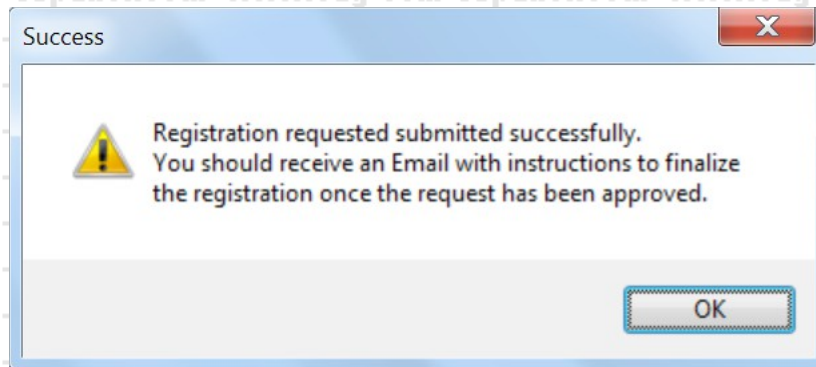 Success
X
Registration requested submitted successfully.
You should receive an Email with instructions to finalize
the registration once the request has been approved.
OK